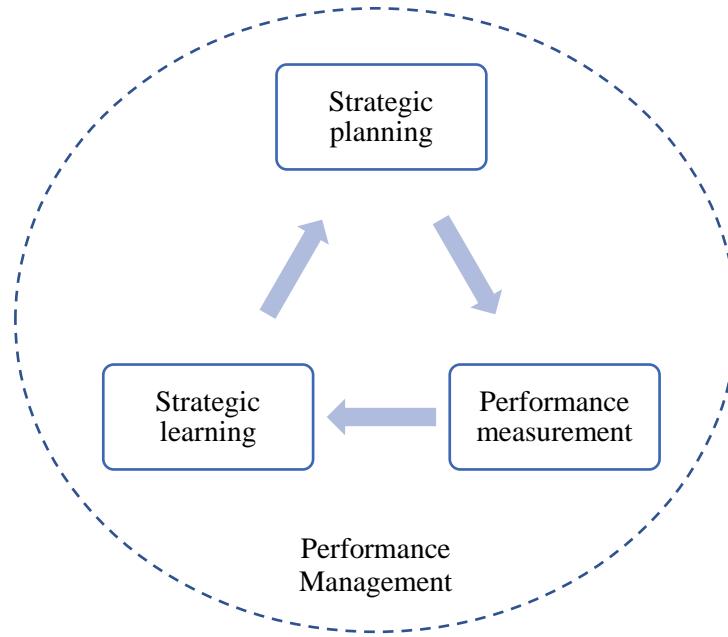 Strategic
planning
Strategic
learning
Performance
measurement
Performance
Management